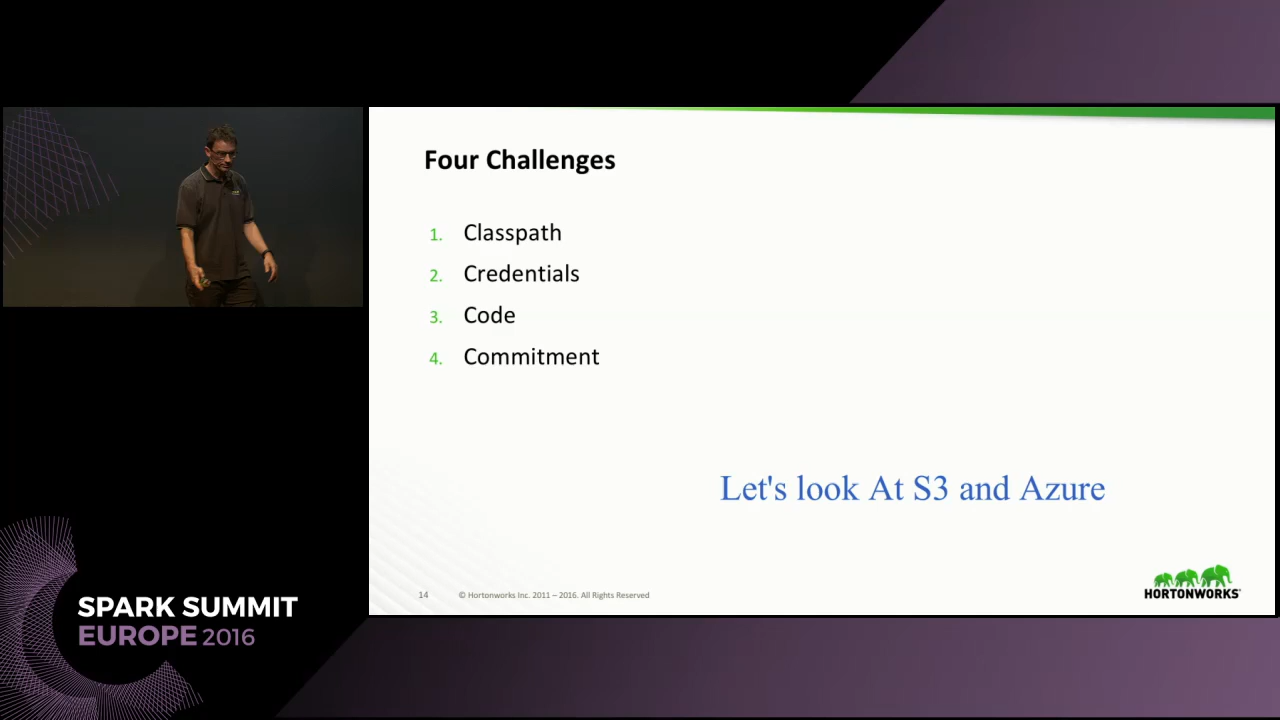 Four Challenges
1. Classpath
2. Credentials
3. Code
4. Commitment
Let's look At S3 and Azure
14 © Hortonworks Inc. 2011 – 2016. All Rights Reserved
HORTONWORKS
SPARK SUMMIT
EUROPE 2016